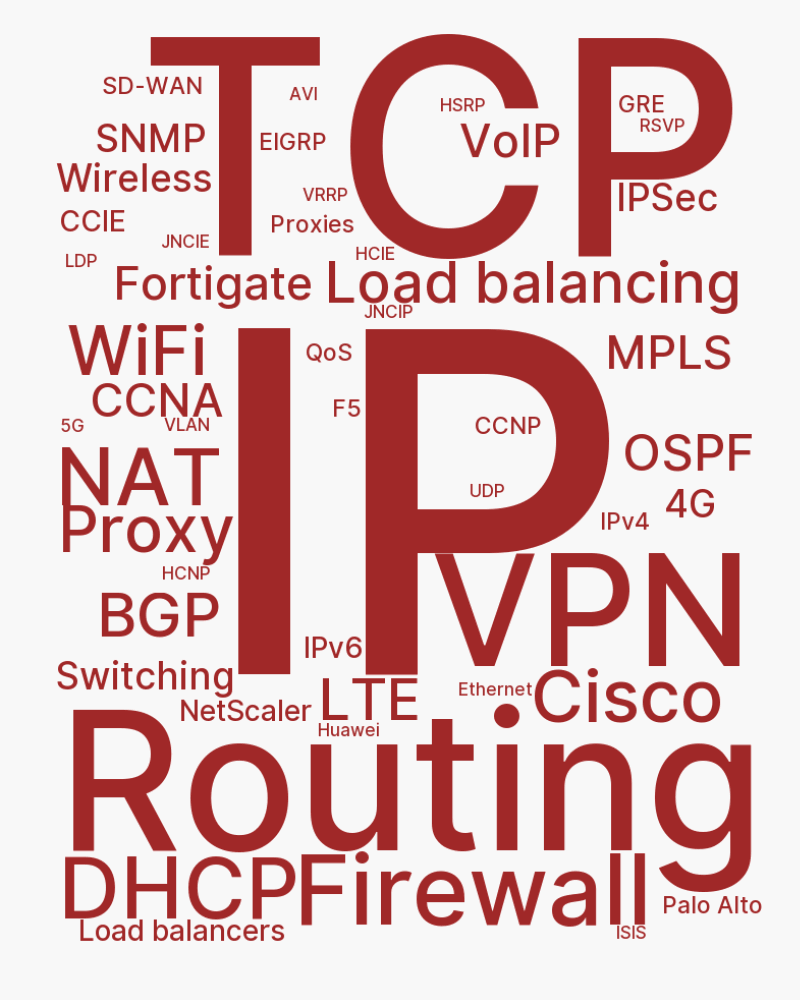 TCP
SD-WAN
AVI
HSRP
GRE
RSVP
SNMP
EIGRP
VoIP
Wireless
VRRP
IPSec
CCIE
Proxies
JNCIE
HCIE
LDP
Fortigate
Load balancing
JNCIP
IP
WiFi
QoS
MPLS
CCNA
F5
5G
VLAN
CCNP
OSPF
NAT
UDP
4G
IPv4
Proxy
HCNP
VPN
BGP
IPv6
Switching
LTE
Ethernet
Cisco
NetScaler
Huawei
Routing
DHCP
Firewall
Palo Alto
Load balancers
ISIS